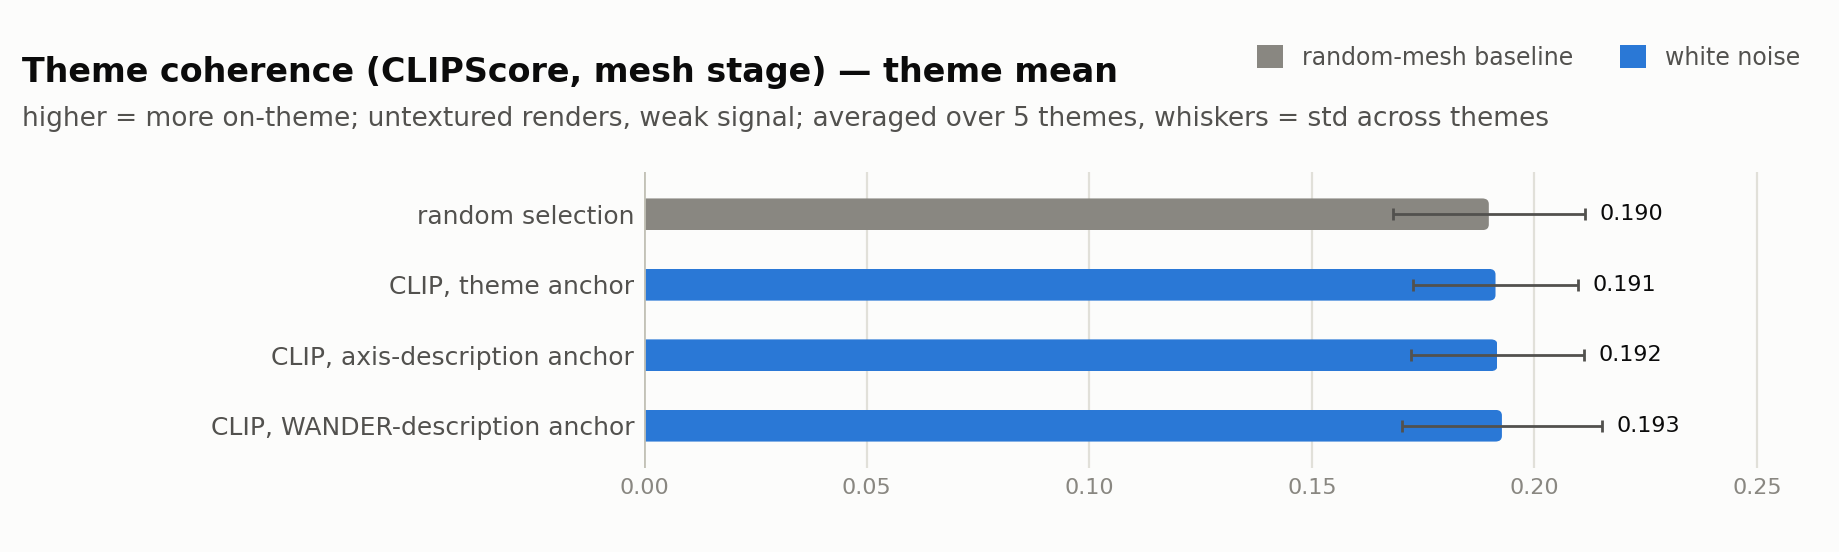 Theme coherence (CLIPScore, mesh stage) — theme mean
random-mesh baseline
white noise
higher = more on-theme; untextured renders, weak signal; averaged over 5 themes, whiskers = std across themes
random selection
0.190
CLIP, theme anchor
0.191
CLIP, axis-description anchor
0.192
CLIP, WANDER-description anchor
0.193
0.00
0.05
0.10
0.15
0.20
0.25